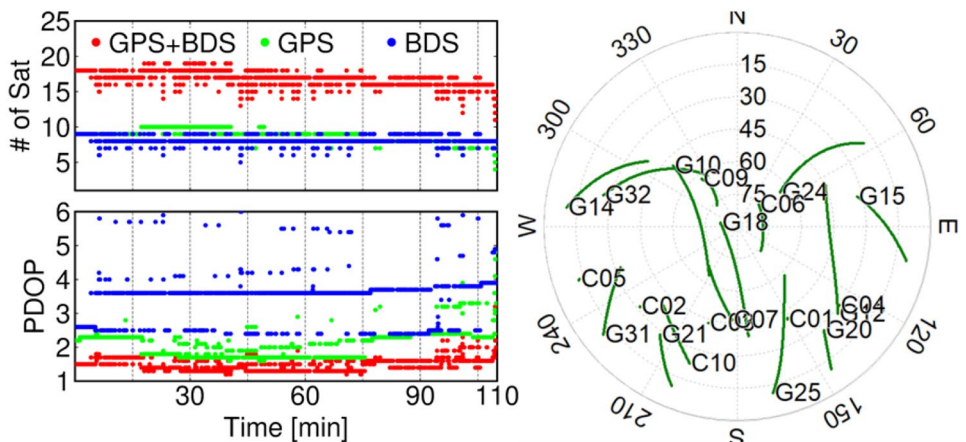 25
20
15
10
5
# of Sat
GPS+BDS
GPS
BDS
6
5
4
3
2
1
PDOP
30
60
90
110
Time [min]
N
30
60
E
120
150
S
210
240
W
300
330
15
30
45
60
75
G10
C09
G24
G15
G32
G14
C06
G18
C05
C02
C03
G07
C01
C04
G12
G20
G31
G21
C10
G25